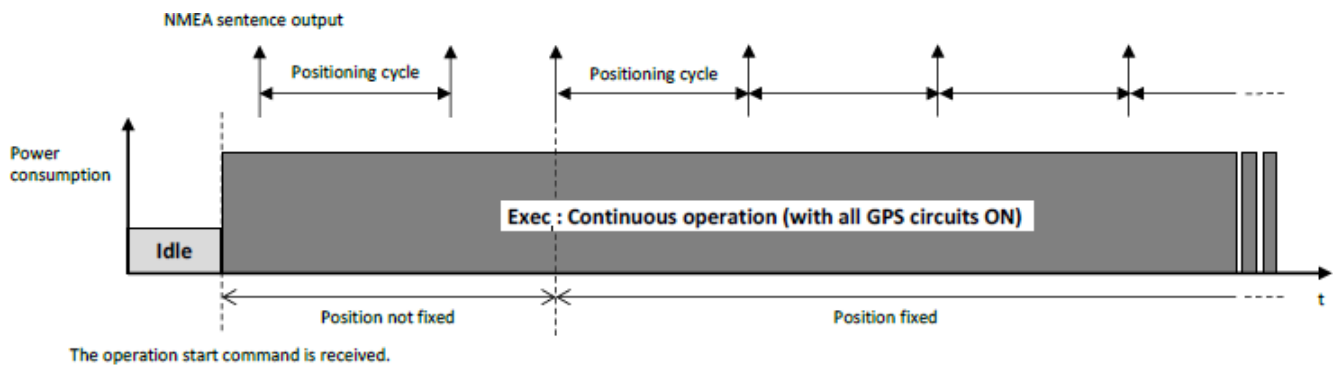 NMEA sentence output
Positioning cycle
Positioning cycle
Power
consumption
Exec : Continuous operation (with all GPS circuits ON)
Idle
t
Position not fixed
Position fixed
The operation start command is received.